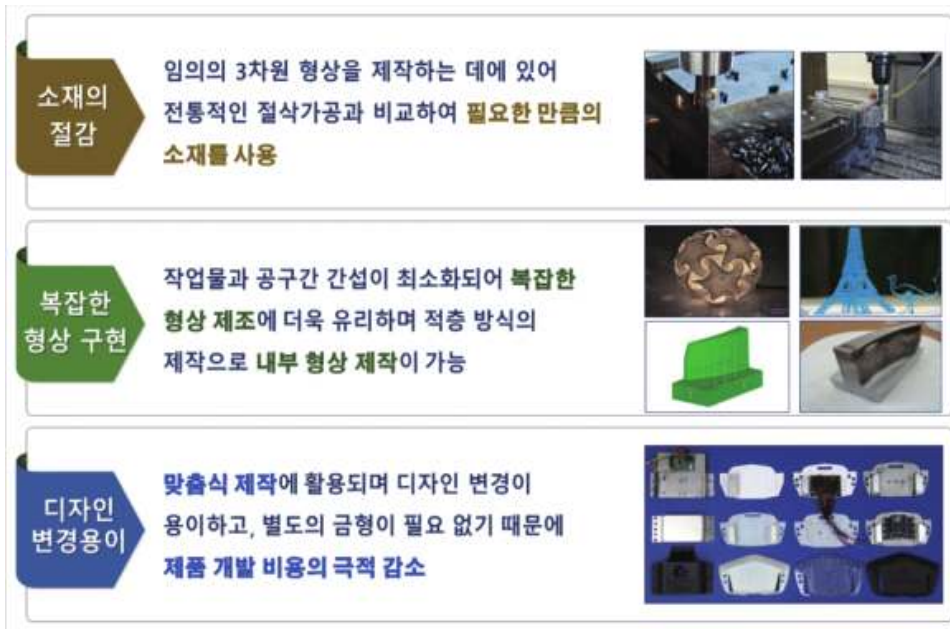 소재의
절감
임의의 3차원 형상을 제작하는 데에 있어
전통적인 절삭가공과 비교하여 필요한 만큼의
소재를 사용
복잡한
형상 구현
작업물과 공구간 간섭이 최소화되어 복잡한
형상 제조에 더욱 유리하며 적층 방식의
제작으로 내부 형상 제작이 가능
디자인
변경용이
맞춤식 제작에 활용되며 디자인 변경이
용이하고, 별도의 금형이 필요 없기 때문에
제품 개발 비용의 극적 감소